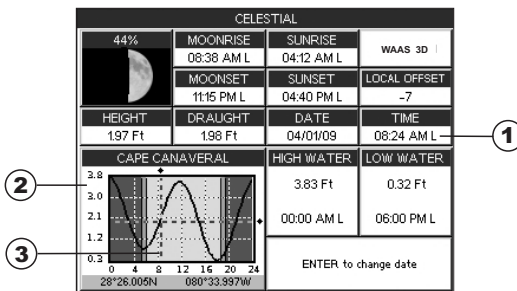 CELESTIAL
44%
MOONRISE
08:38 AM L
SUNRISE
04:12 AM L
WAAS 3D
MOONSET
11:15 PM L
SUNSET
04:40 PM L
LOCAL OFFSET
-7
HEIGHT
1.97 Ft
DRAUGHT
1.98 Ft
DATE
04/01/09
TIME
08:24 AM L
1
CAPE CANAVERAL
HIGH WATER
LOW WATER
2
3.8
3.0
2.1
1.2
0.3
0 4 8 12 16 20 24
3
28°26.005N 080°33.997W
3.83 Ft
0.32 Ft
00:00 AM L
06:00 PM L
ENTER to change date